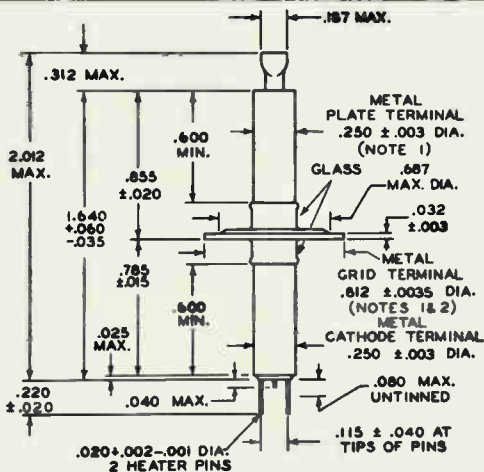 .187 MAX.
.312 MAX.
METAL
PLATE TERMINAL
.250 ±.003 DIA.
(NOTE 1)
.600
MIN.
2.012
MAX.
.855
±.020
GLASS
.687
MAX. DIA.
1.640
+.060
-.035
.032
±.003
.785
±.015
METAL
GRID TERMINAL
.812 ±.0035 DIA.
(NOTES 1&2)
.600
MIN.
METAL
CATHODE TERMINAL
.250 ±.003 DIA.
.025
MAX.
.220
±.020
.040 MAX.
.080 MAX.
UNTINNED
.115 ± .040 AT
TIPS OF PINS
.020+.002-.001 DIA.
2 HEATER PINS